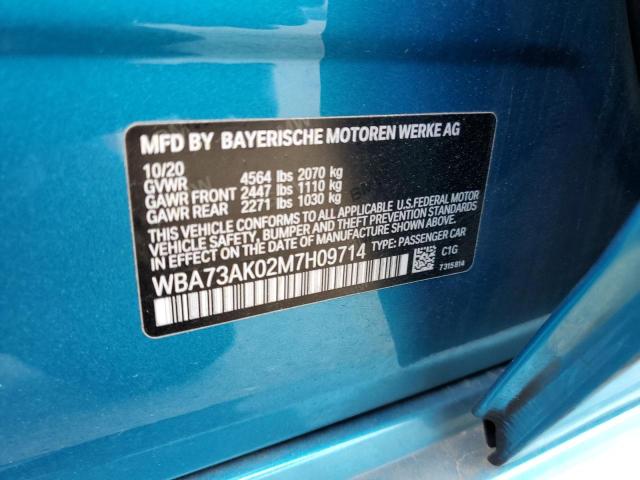 MFD BY BAYERISCHE MOTOREN WERKE AG
10/20
GVWR 4564 lbs 2070 kg
GAWR FRONT 2447 lbs 1110 kg
GAWR REAR 2271 lbs 1030 kg
THIS VEHICLE CONFORMS TO ALL APPLICABLE U.S.FEDERAL MOTOR
VEHICLE SAFETY, BUMPER, AND THEFT PREVENTION STANDARDS
IN EFFECT ON THE DATE OF MANUFACTURE SHOWN ABOVE.
WBA73AK02M7H09714 TYPE: PASSENGER CAR
C1G
7315814